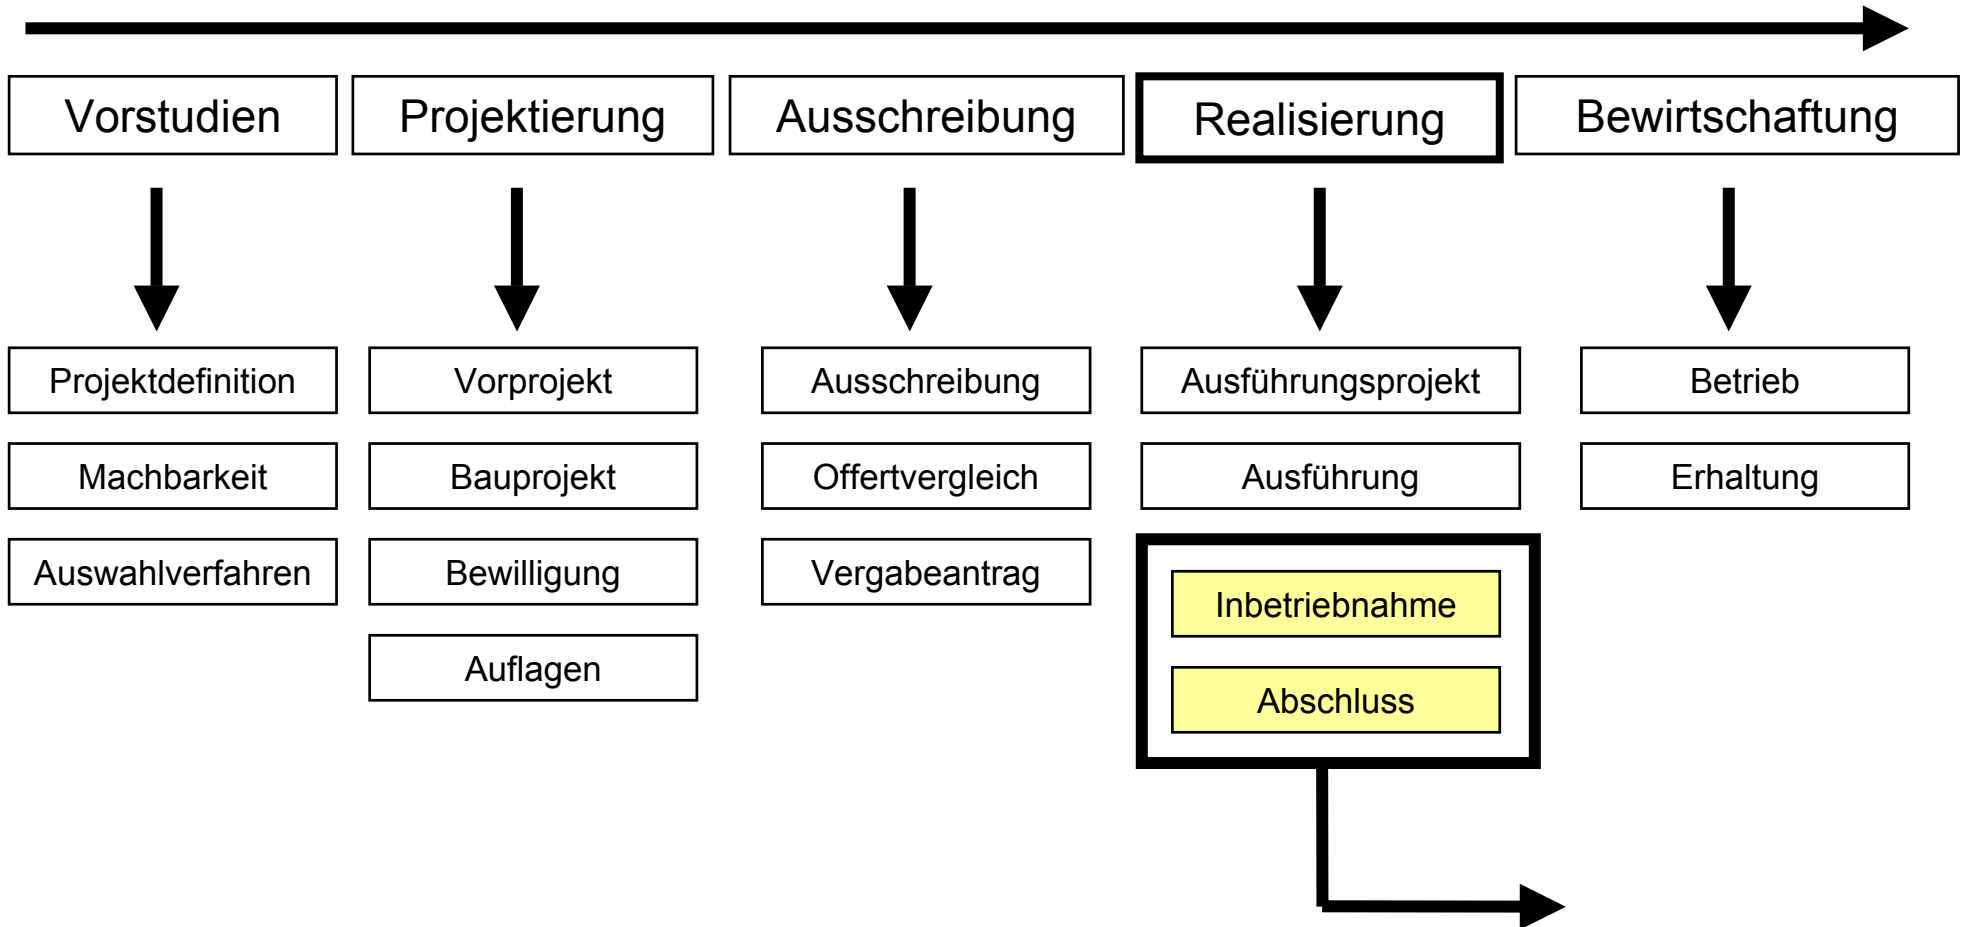 Vorstudien
Projektierung
Ausschreibung
Realisierung
Bewirtschaftung
Projektdefinition
Vorprojekt
Ausschreibung
Ausführungsprojekt
Betrieb
Machbarkeit
Bauprojekt
Offertvergleich
Ausführung
Erhaltung
Auswahlverfahren
Bewilligung
Vergabeantrag
Inbetriebnahme
Auflagen
Abschluss